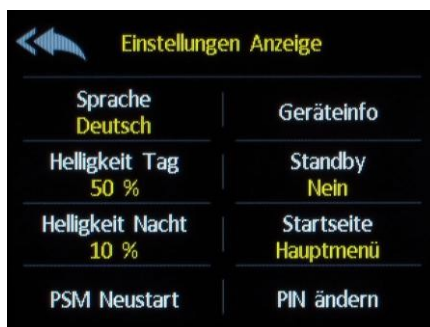 Einstellungen Anzeige
Sprache
Deutsch
Geräteinfo
Helligkeit Tag
50 %
Standby
Nein
Helligkeit Nacht
10 %
Startseite
Hauptmenü
PSM Neustart
PIN ändern